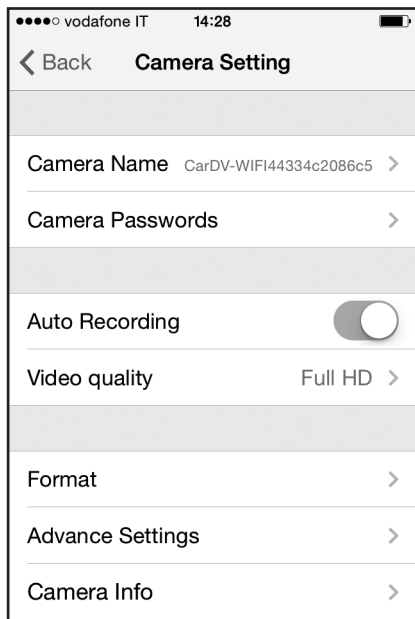 vodafone IT 14:28
Back Camera Setting
Camera Name CarDV-WIFI44334c2086c5
Camera Passwords
Auto Recording
Video quality Full HD
Format
Advance Settings
Camera Info